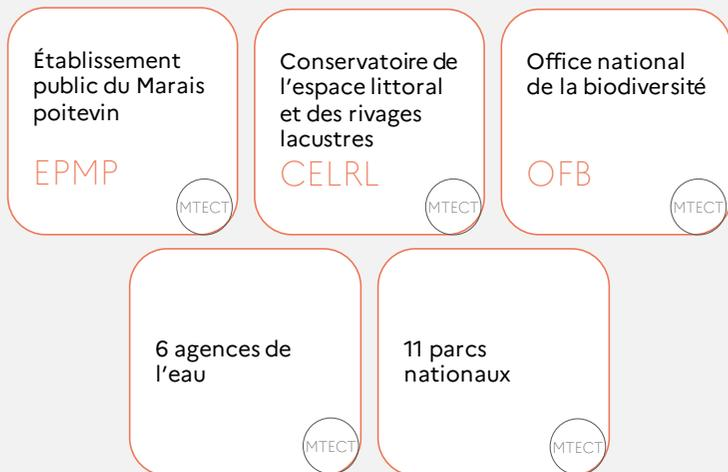 Établissement
public du Marais
poitevin
EPMP
MTECT
Conservatoire de
l'espace littoral
et des rivages
lacustres
CELRL
MTECT
Office national
de la biodiversité
OFB
MTECT
6 agences de
l'eau
MTECT
11 parcs
nationaux
MTECT